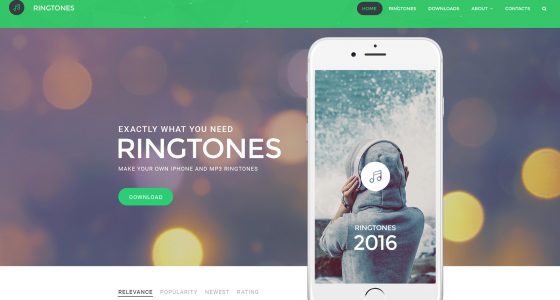 RINGTONES
HOME RINGTONES DOWNLOADS ABOUT CONTACTS
EXACTLY WHAT YOU NEED
RINGTONES
MAKE YOUR OWN IPHONE AND MP3 RINGTONES
DOWNLOAD
RINGTONES
2016
RELEVANCE POPULARITY NEWEST RATING